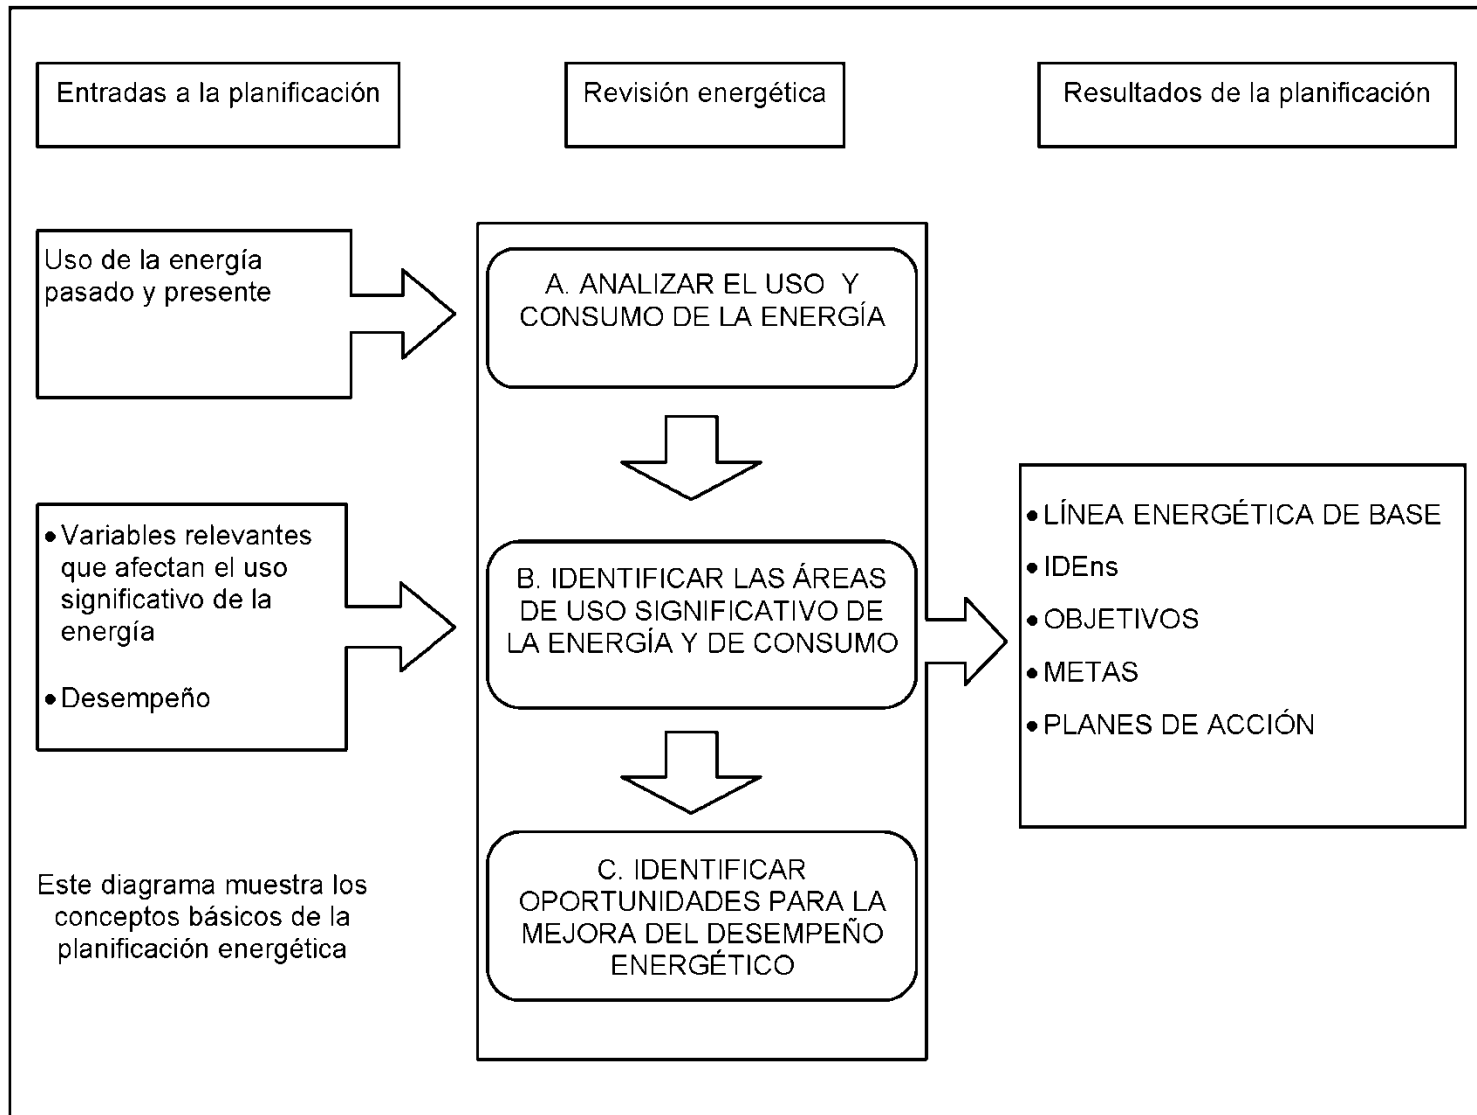 Entradas a la planificación
Revisión energética
Resultados de la planificación
Uso de la energía
pasado y presente
A. ANALIZAR EL USO Y
CONSUMO DE LA ENERGÍA
• Variables relevantes
que afectan el uso
significativo de la
energía
• Desempeño
B. IDENTIFICAR LAS ÁREAS
DE USO SIGNIFICATIVO DE
LA ENERGÍA Y DE CONSUMO
• LÍNEA ENERGÉTICA DE BASE
• IDEns
• OBJETIVOS
• METAS
• PLANES DE ACCIÓN
C. IDENTIFICAR
OPORTUNIDADES PARA LA
MEJORA DEL DESEMPEÑO
ENERGÉTICO
Este diagrama muestra los
conceptos básicos de la
planificación energética